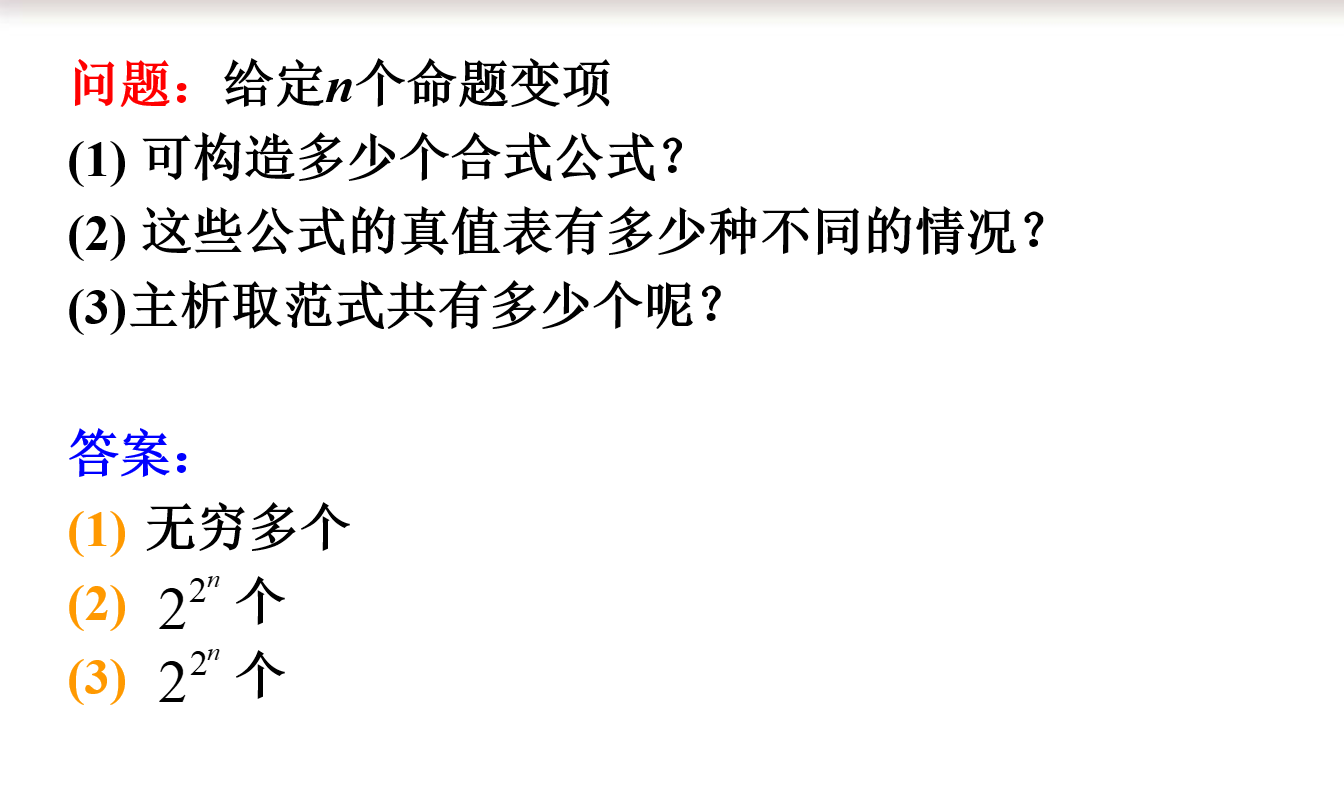 问题：给定n个命题变项
(1) 可构造多少个合式公式？
(2) 这些公式的真值表有多少种不同的情况？
(3)主析取范式共有多少个呢？
答案：
(1) 无穷多个
(2) $2^{2^n}$ 个
(3) $2^{2^n}$ 个